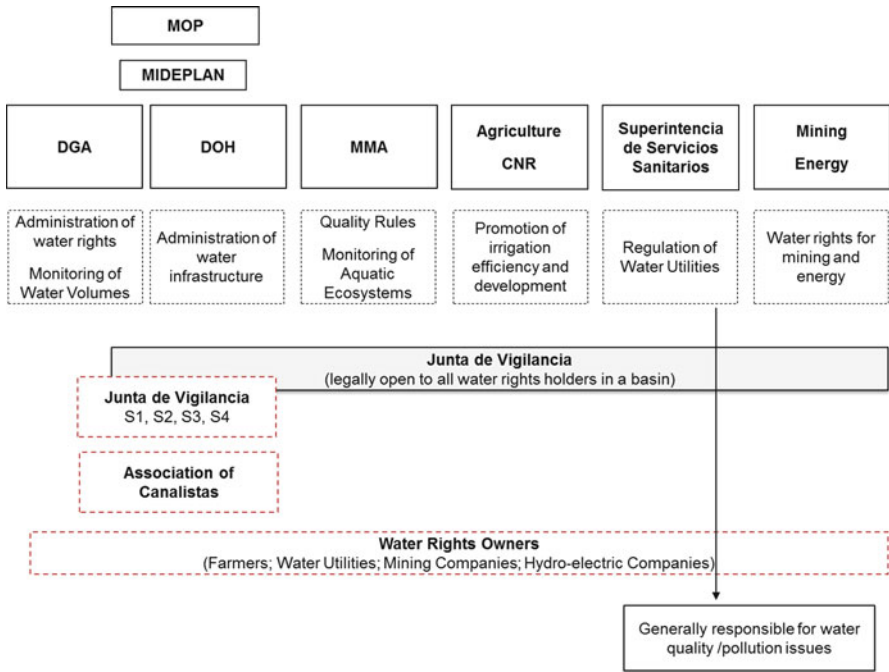 MOP
MIDEPLAN
DGA
DOH
MMA
Agriculture
CNR
Superintencia
de Servicios
Sanitarios
Mining
Energy
Administration of
water rights
Monitoring of
Water Volumes
Administration of
water
infrastructure
Quality Rules
Monitoring of
Aquatic
Ecosystems
Promotion of
irrigation
efficiency and
development
Regulation of
Water Utilities
Water rights for
mining and
energy
Junta de Vigilancia
(legally open to all water rights holders in a basin)
Junta de Vigilancia
S1, S2, S3, S4
Association of
Canalistas
Water Rights Owners
(Farmers; Water Utilities; Mining Companies; Hydro-electric Companies)
Generally responsible for water
quality /pollution issues